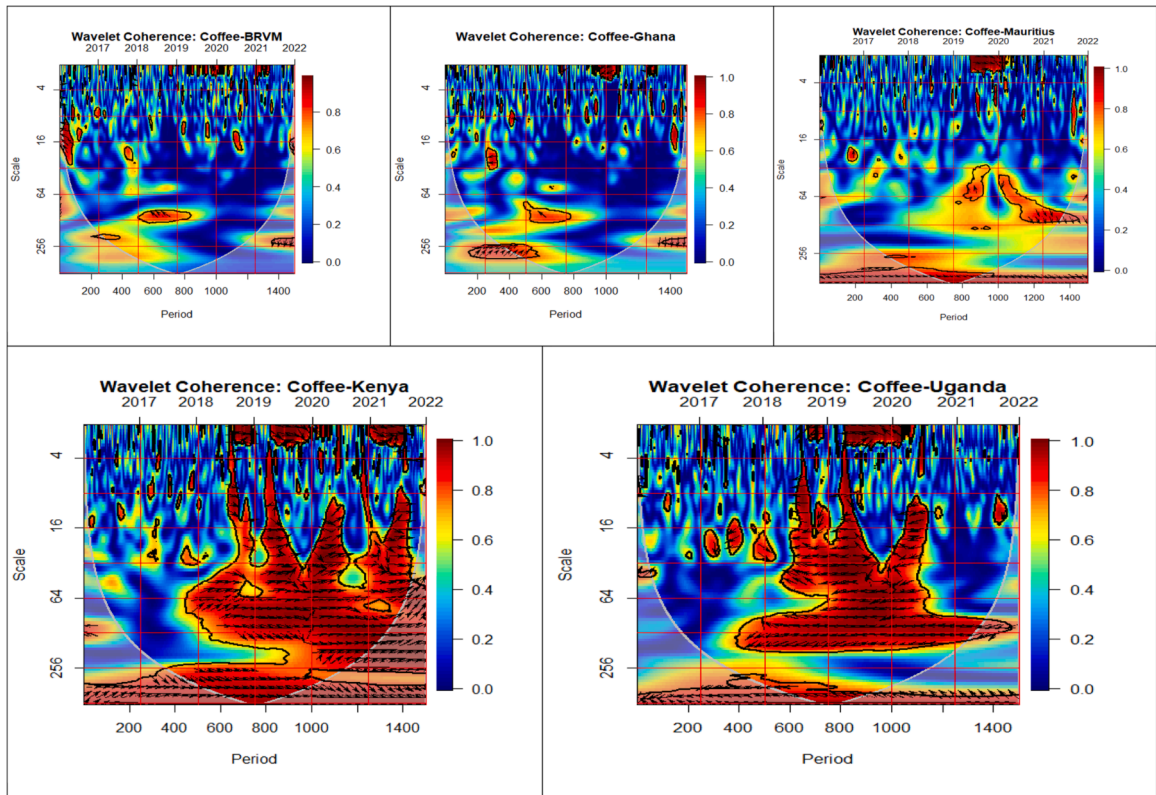 Wavelet Coherence: Coffee-BRVM
2017 2018 2019 2020 2021 2022
Scale
4
16
64
256
0.8
0.6
0.4
0.2
0.0
200 400 600 800 1000 1400
Period
Wavelet Coherence: Coffee-Ghana
Scale
4
16
64
256
1.0
0.8
0.6
0.4
0.2
0.0
200 400 600 800 1000 1400
Period
Wavelet Coherence: Coffee-Mauritius
2017 2018 2019 2020 2021 2022
Scale
4
16
64
256
1.0
0.8
0.6
0.4
0.2
0.0
200 400 600 800 1000 1200 1400
Period
Wavelet Coherence: Coffee-Kenya
2017 2018 2019 2020 2021 2022
Scale
4
16
64
256
1.0
0.8
0.6
0.4
0.2
0.0
200 400 600 800 1000 1400
Period
Wavelet Coherence: Coffee-Uganda
2017 2018 2019 2020 2021 2022
Scale
4
16
64
256
1.0
0.8
0.6
0.4
0.2
0.0
200 400 600 800 1000 1400
Period